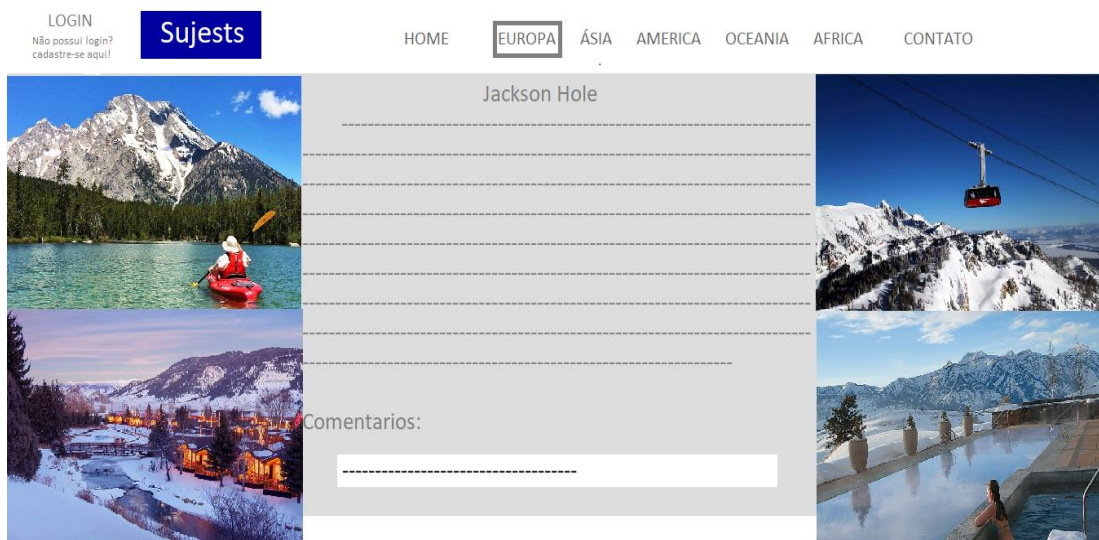 LOGIN
Não possui login?
cadastre-se aqui!
Sujests
HOME EUROPA ÁSIA AMERICA OCEANIA AFRICA CONTATO
Jackson Hole
Comentarios: